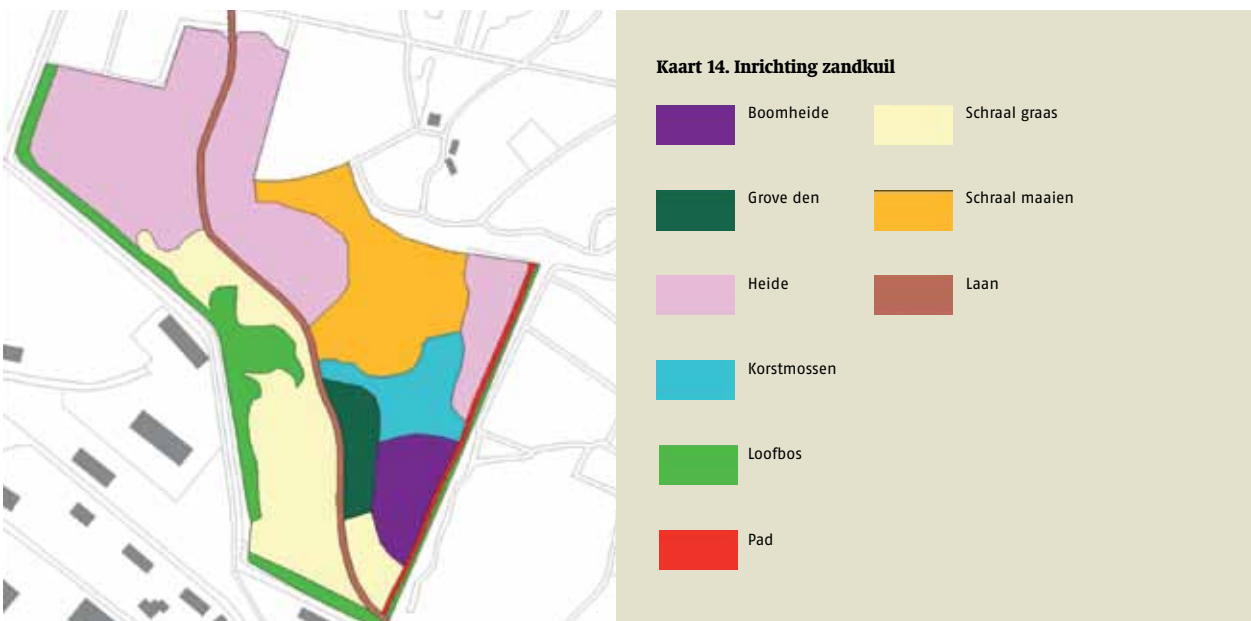 Kaart 14. Inrichting zandkuil
Boomheide
Schraal graas
Grove den
Schraal maaien
Heide
Laan
Korstmossen
Loofbos
Pad